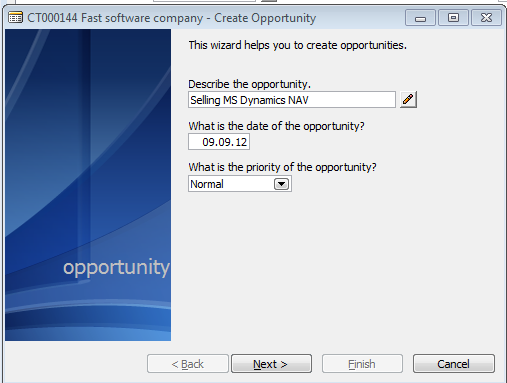 CT000144 Fast software company - Create Opportunity
This wizard helps you to create opportunities.
Describe the opportunity.
Selling MS Dynamics NAV
What is the date of the opportunity?
09.09.12
What is the priority of the opportunity?
Normal
opportunity
< Back Next > Finish Cancel